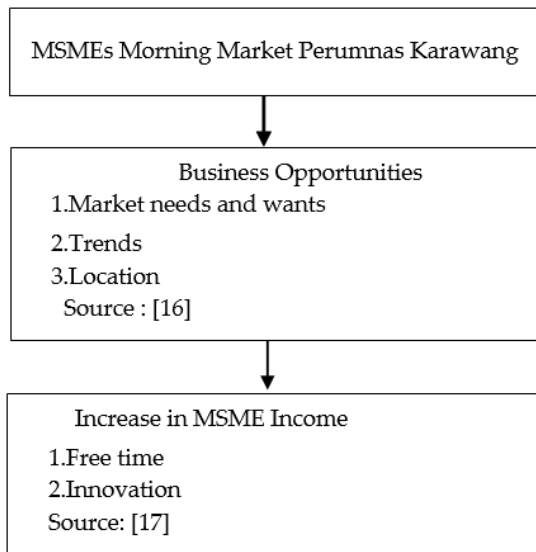 MSMEs Morning Market Perumnas Karawang
Business Opportunities
1.Market needs and wants
2.Trends
3.Location
Source : [16]
Increase in MSME Income
1.Free time
2.Innovation
Source: [17]